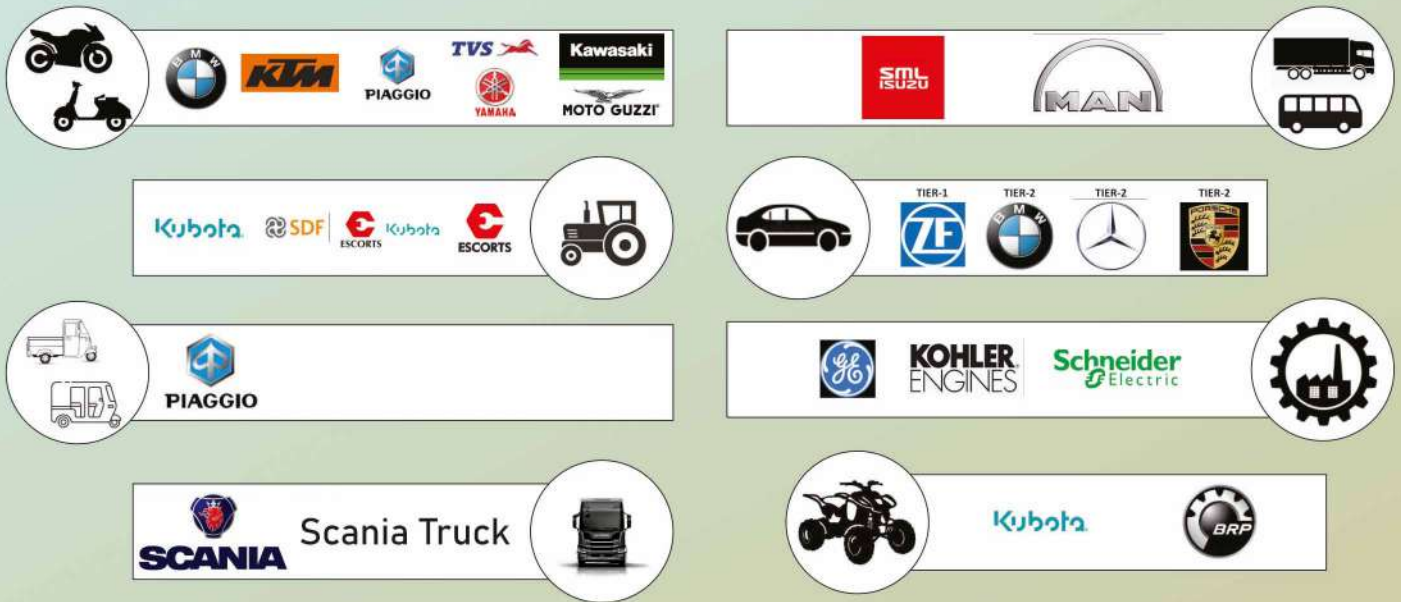 BMW
KTM
PIAGGIO
TVS
YAMAHA
Kawasaki
MOTO GUZZI
SML
ISUZU
MAN
Kubota
SDF
ESCORTS
Kubota
ESCORTS
TIER-1
ZF
TIER-2
BMW
TIER-2
TIER-2
PORSCHE
PIAGGIO
GE
KOHLER
ENGINES
Schneider
Electric
SCANIA
Scania Truck
Kubota
BRP